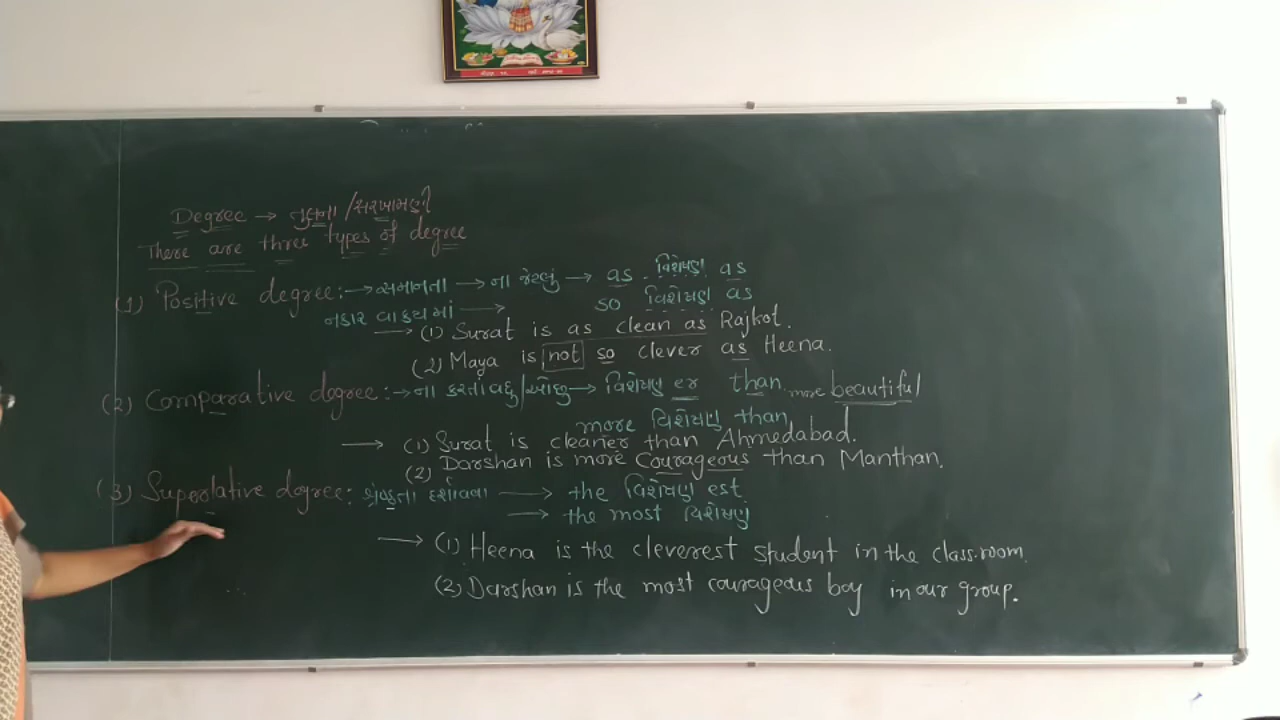 Degree → તુલના / સરખામણી
There are three types of degree
(1) Positive degree :→ સમાનતા → ના જેટલું → as વિશેષણ as
નકાર વાક્યમાં → so વિશેષણ as
→ (1) Surat is as clean as Rajkot.
(2) Maya is not so clever as Heena.
(2) Comparative degree :→ ના કરતાં વધુ/ઓછુ → વિશેષણ er than more beautiful
more વિશેષણ than
→ (1) Surat is cleaner than Ahmedabad.
(2) Darshan is more Courageous than Manthan.
(3) Superlative degree : શ્રેષ્ઠતા દર્શાવવા → the વિશેષણ est
→ the most વિશેષણ
→ (1) Heena is the cleverest student in the class.room.
(2) Darshan is the most courageous boy in our group.